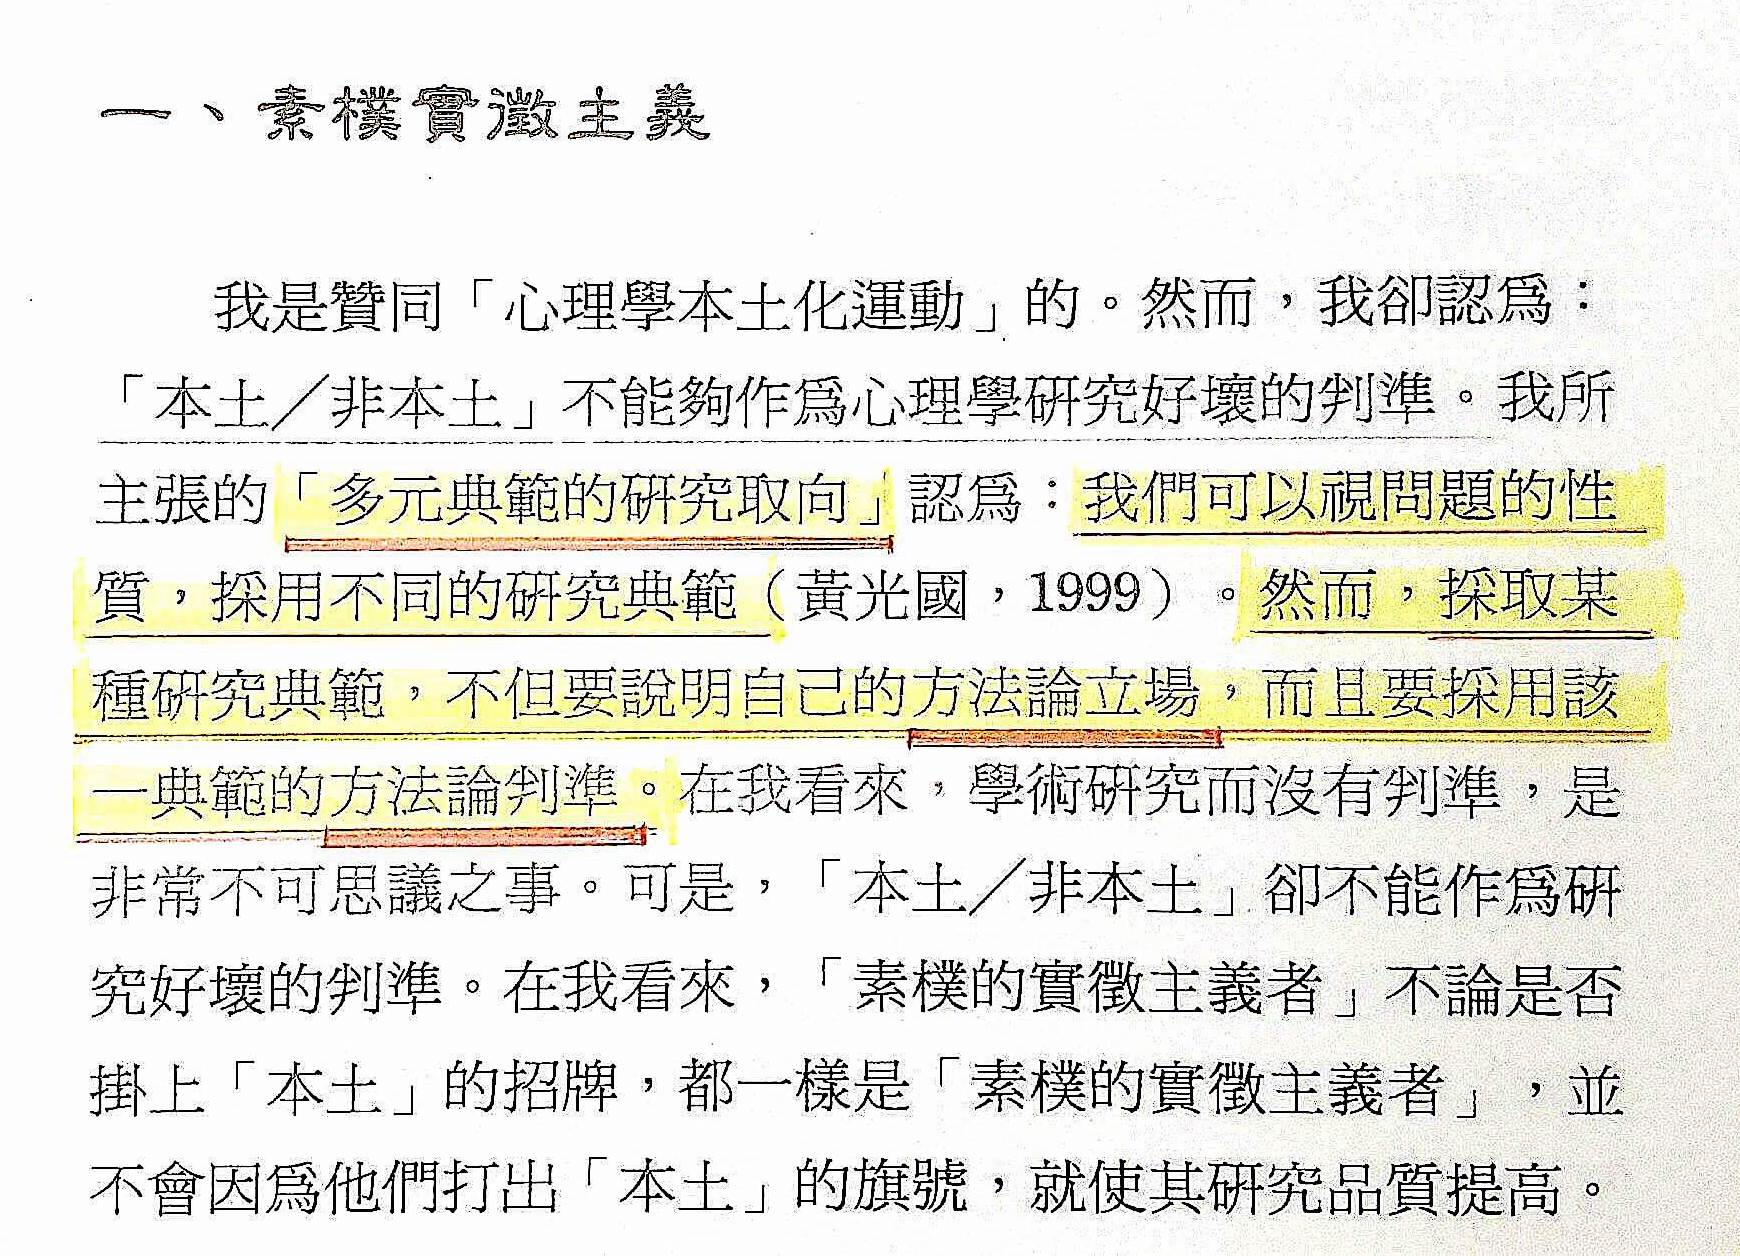 一、素樸實徵主義
我是贊同「心理學本土化運動」的。然而，我卻認爲：
「本土／非本土」不能夠作爲心理學研究好壞的判準。我所
主張的「多元典範的研究取向」認爲：我們可以視問題的性
質，採用不同的研究典範（黃光國，1999）。然而，採取某
種研究典範，不但要說明自己的方法論立場，而且要採用該
一典範的方法論判準。在我看來，學術研究而沒有判準，是
非常不可思議之事。可是，「本土／非本土」卻不能作爲研
究好壞的判準。在我看來，「素樸的實徵主義者」不論是否
掛上「本土」的招牌，都一樣是「素樸的實徵主義者」，並
不會因爲他們打出「本土」的旗號，就使其研究品質提高。